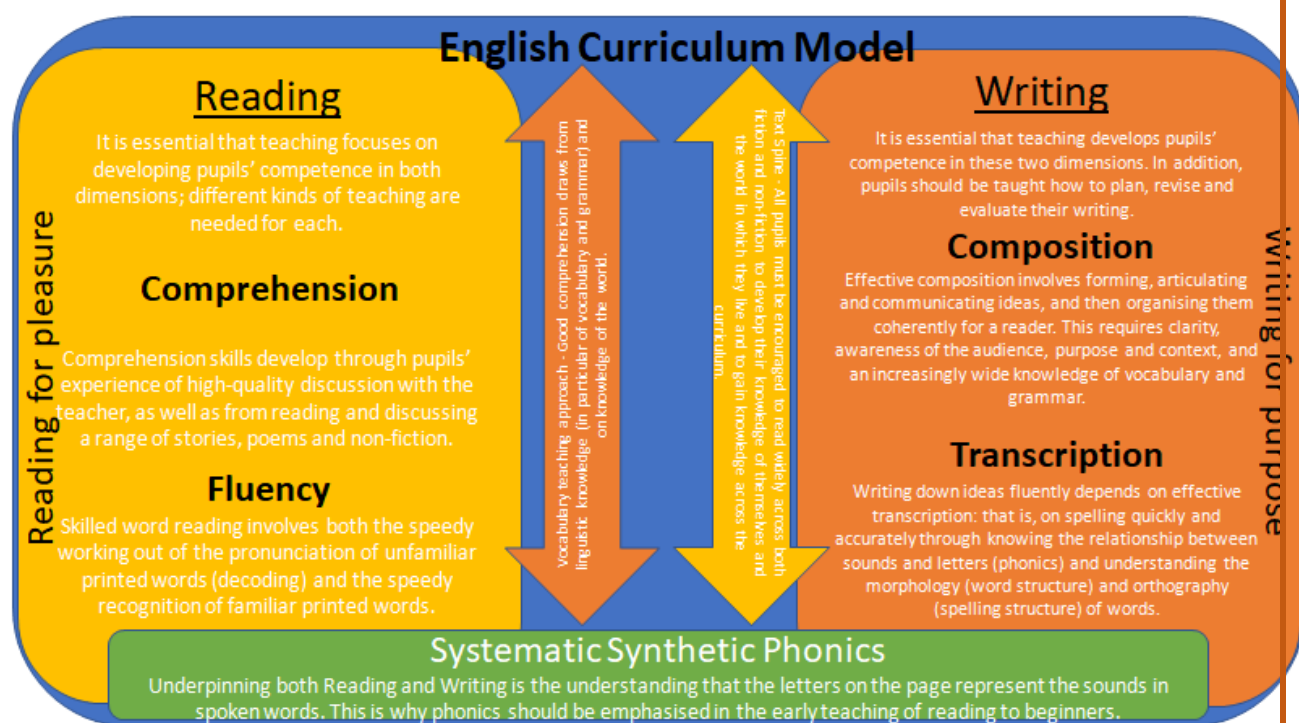 English Curriculum Model
Reading
It is essential that teaching focuses on
developing pupils' competence in both
dimensions; different kinds of teaching are
needed for each.
Comprehension
Comprehension skills develop through pupils'
experience of high-quality discussion with the
teacher, as well as from reading and discussing
a range of stories, poems and non-fiction.
Fluency
Skilled word reading involves both the speedy
working out of the pronunciation of unfamiliar
printed words (decoding) and the speedy
recognition of familiar printed words.
Reading for pleasure
Vocabulary teaching approach - Good comprehension draws from
linguistic knowledge (in particular of vocabulary and grammar) and
on knowledge of the world.
Text Spine - All pupils must be encouraged to read widely across both
fiction and non-fiction to develop their knowledge of themselves and
the world in which they live and to gain knowledge across the
curriculum.
Writing
It is essential that teaching develops pupils'
competence in these two dimensions. In addition,
pupils should be taught how to plan, revise and
evaluate their writing.
Composition
Effective composition involves forming, articulating
and communicating ideas, and then organising them
coherently for a reader. This requires clarity,
awareness of the audience, purpose and context, and
an increasingly wide knowledge of vocabulary and
grammar.
Transcription
Writing down ideas fluently depends on effective
transcription: that is, on spelling quickly and
accurately through knowing the relationship between
sounds and letters (phonics) and understanding the
morphology (word structure) and orthography
(spelling structure) of words.
Writing for purpose
Systematic Synthetic Phonics
Underpinning both Reading and Writing is the understanding that the letters on the page represent the sounds in
spoken words. This is why phonics should be emphasised in the early teaching of reading to beginners.